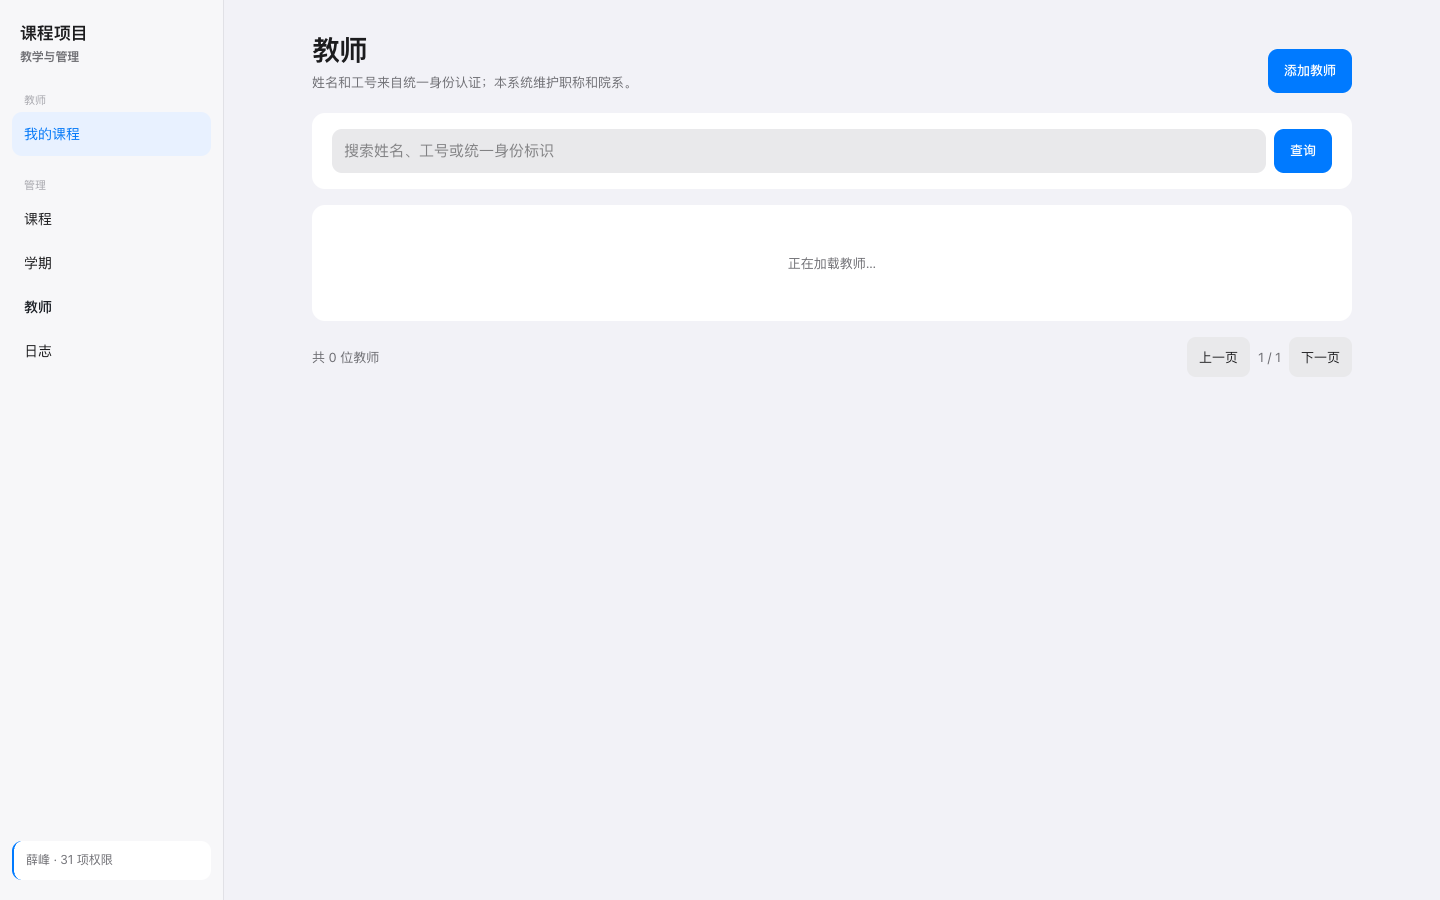 课程项目
教学与管理
教师
我的课程
管理
课程
学期
教师
日志
薛峰 · 31 项权限
教师
姓名和工号来自统一身份认证；本系统维护职称和院系。
添加教师
搜索姓名、工号或统一身份标识
查询
正在加载教师…
共 0 位教师
上一页
1 / 1
下一页